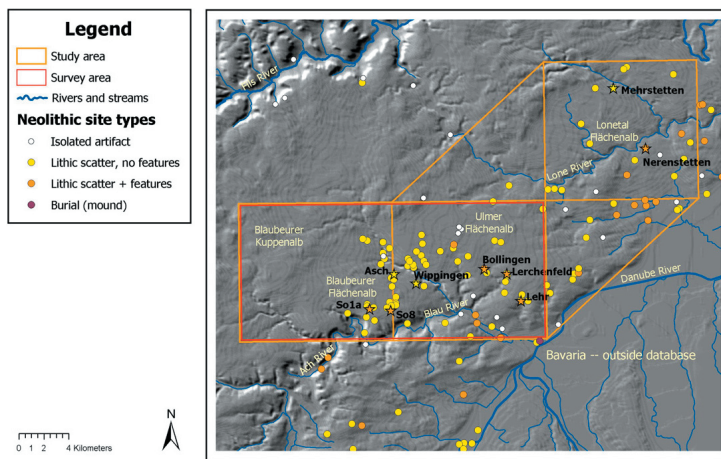 Legend
Study area
Survey area
Rivers and streams
Neolithic site types
Isolated artifact
Lithic scatter, no features
Lithic scatter + features
Burial (mound)
N
0 1 2 4 Kilometers
Fils River
Mehrstetten
Lonetal
Flächenalb
Nerenstetten
Lone River
Blaubeurer
Kuppenalb
Ulmer
Flächenalb
Asch
Wippingen
Bollingen
Lerchenfeld
Danube River
Blaubeurer
Flächenalb
So1a
So8
Blau River
Lehr
Ach River
Bavaria -- outside database